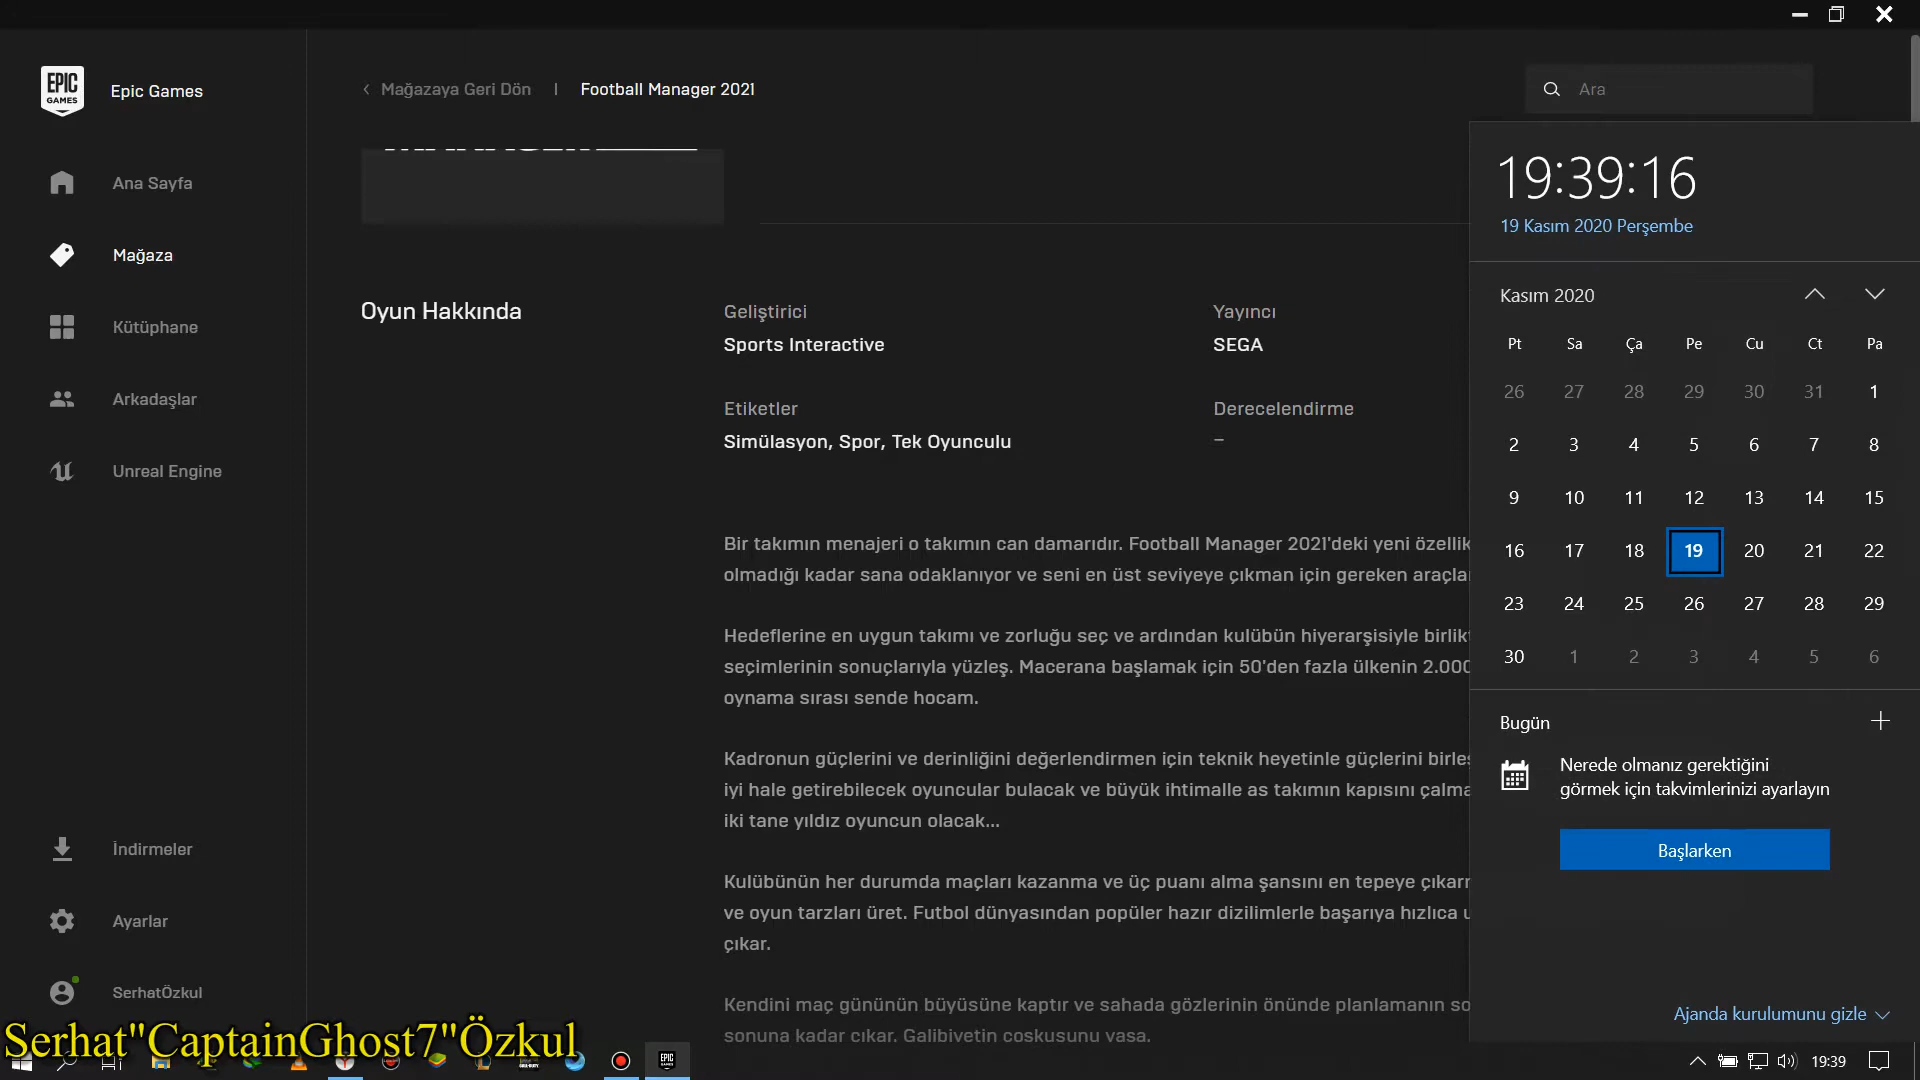 EPIC
GAMES
Epic Games
Mağazaya Geri Dön
Football Manager 2021
Ara
Ana Sayfa
Mağaza
Kütüphane
Arkadaşlar
Unreal Engine
İndirmeler
Ayarlar
SerhatÖzkul
Oyun Hakkında
Geliştirici
Sports Interactive
Yayıncı
SEGA
Etiketler
Simülasyon, Spor, Tek Oyunculu
Derecelendirme
–
Bir takımın menajeri o takımın can damarıdır. Football Manager 2021'deki yeni özellik
olmadığı kadar sana odaklanıyor ve seni en üst seviyeye çıkman için gereken araçlar
Hedeflerine en uygun takımı ve zorluğu seç ve ardından kulübün hiyerarşisiyle birlikt
seçimlerinin sonuçlarıyla yüzleş. Macerana başlamak için 50'den fazla ülkenin 2.000
oynama sırası sende hocam.
Kadronun güçlerini ve derinliğini değerlendirmen için teknik heyetinle güçlerini birleş
iyi hale getirebilecek oyuncular bulacak ve büyük ihtimalle as takımın kapısını çalma
iki tane yıldız oyuncun olacak...
Kulübünün her durumda maçları kazanma ve üç puanı alma şansını en tepeye çıkarm
ve oyun tarzları üret. Futbol dünyasından popüler hazır dizilimlerle başarıya hızlıca u
çıkar.
Kendini maç gününün büyüsüne kaptır ve sahada gözlerinin önünde planlamanın so
sonuna kadar çıkar. Galibiyetin coşkusunu yaşa.
19:39:16
19 Kasım 2020 Perşembe
Kasım 2020
Pt Sa Ça Pe Cu Ct Pa
26 27 28 29 30 31 1
2 3 4 5 6 7 8
9 10 11 12 13 14 15
16 17 18 19 20 21 22
23 24 25 26 27 28 29
30 1 2 3 4 5 6
Bugün
Nerede olmanız gerektiğini
görmek için takvimlerinizi ayarlayın
Başlarken
Ajanda kurulumunu gizle
Serhat"CaptainGhost7"Özkul
EPIC
GAMES
19:39